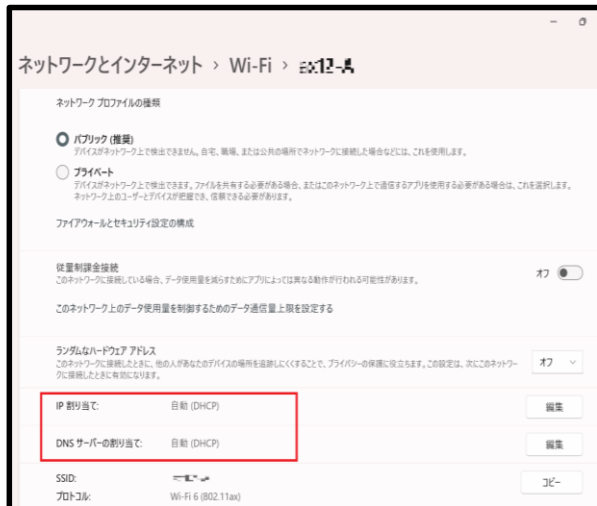 ネットワークとインターネット › Wi-Fi ›
ネットワーク プロファイルの種類
パブリック (推奨)
デバイスがネットワーク上で検出できません。自宅、職場、または公共の場所でネットワークに接続した場合などには、これを使用します。
プライベート
デバイスがネットワーク上で検出できます。ファイルを共有する必要がある場合、またはこのネットワーク上で通信するアプリを使用する必要がある場合は、これを選択します。
ネットワーク上のユーザーとデバイスが把握でき、信頼できる必要があります。
ファイアウォールとセキュリティ設定の構成
従量制課金接続
このネットワークに接続している場合、データ使用量を減らすためにアプリによっては異なる動作が行われる可能性があります。
オフ
このネットワーク上のデータ使用量を制御するためのデータ通信量上限を設定する
ランダムなハードウェア アドレス
このネットワークに接続したときに、他の人があなたのデバイスの場所を追跡しにくくすることで、プライバシーの保護に役立ちます。この設定は、次にこのネットワー
クに接続したときに有効になります。
オフ
IP 割り当て: 自動 (DHCP) 編集
DNS サーバーの割り当て: 自動 (DHCP) 編集
SSID: コピー
プロトコル: Wi-Fi 6 (802.11ax)